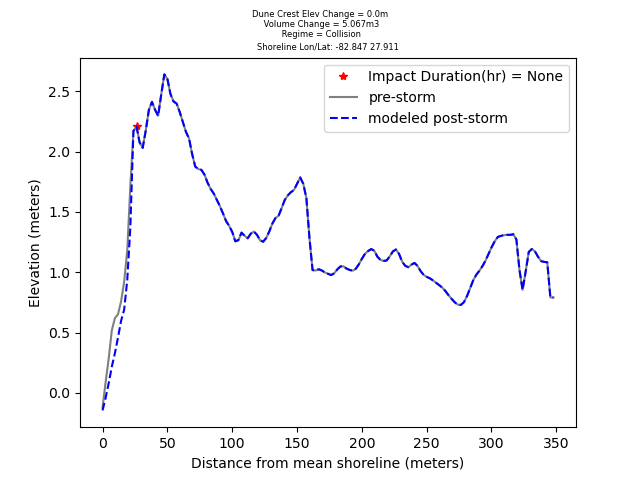 Dune Crest Elev Change = 0.0m
Volume Change = 5.067m3
Regime = Collision
Shoreline Lon/Lat: -82.847 27.911
Impact Duration(hr) = None
pre-storm
modeled post-storm
Elevation (meters)
2.5
2.0
1.5
1.0
0.5
0.0
0 50 100 150 200 250 300 350
Distance from mean shoreline (meters)